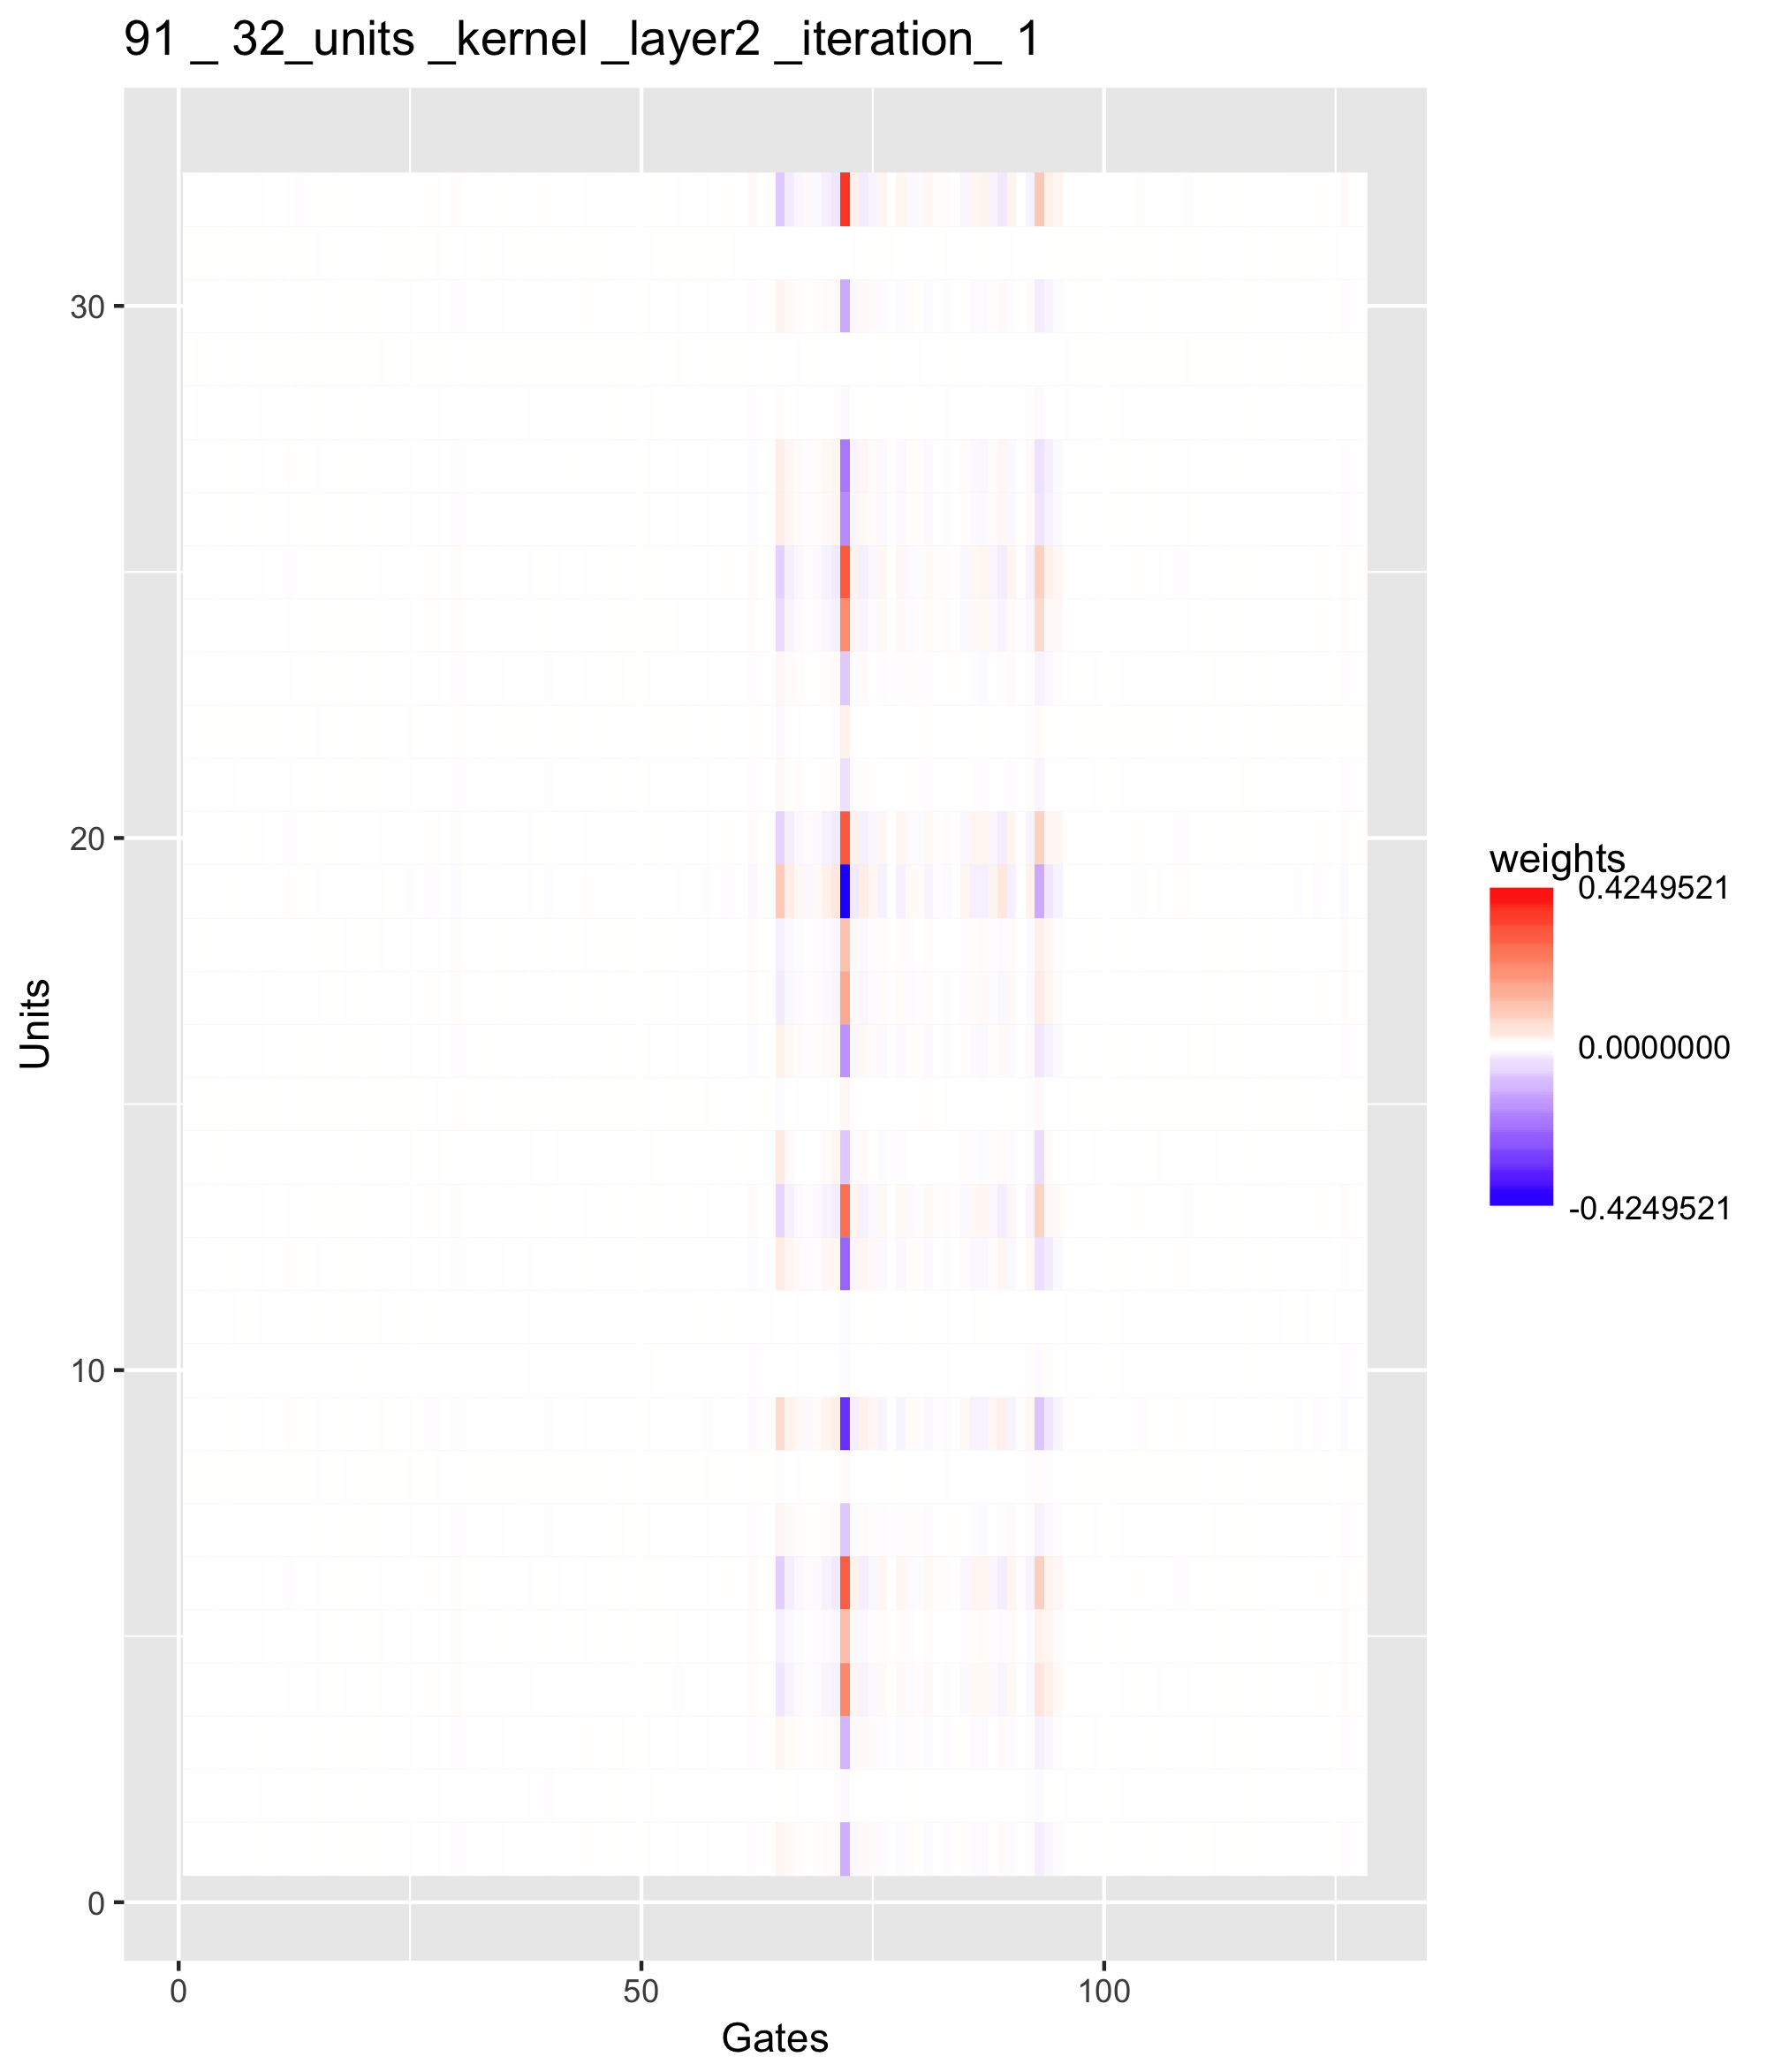 91 _ 32_units _kernel _layer2 _iteration_ 1
30
20
10
0
Units
0 50 100
Gates
weights
0.4249521
0.0000000
-0.4249521